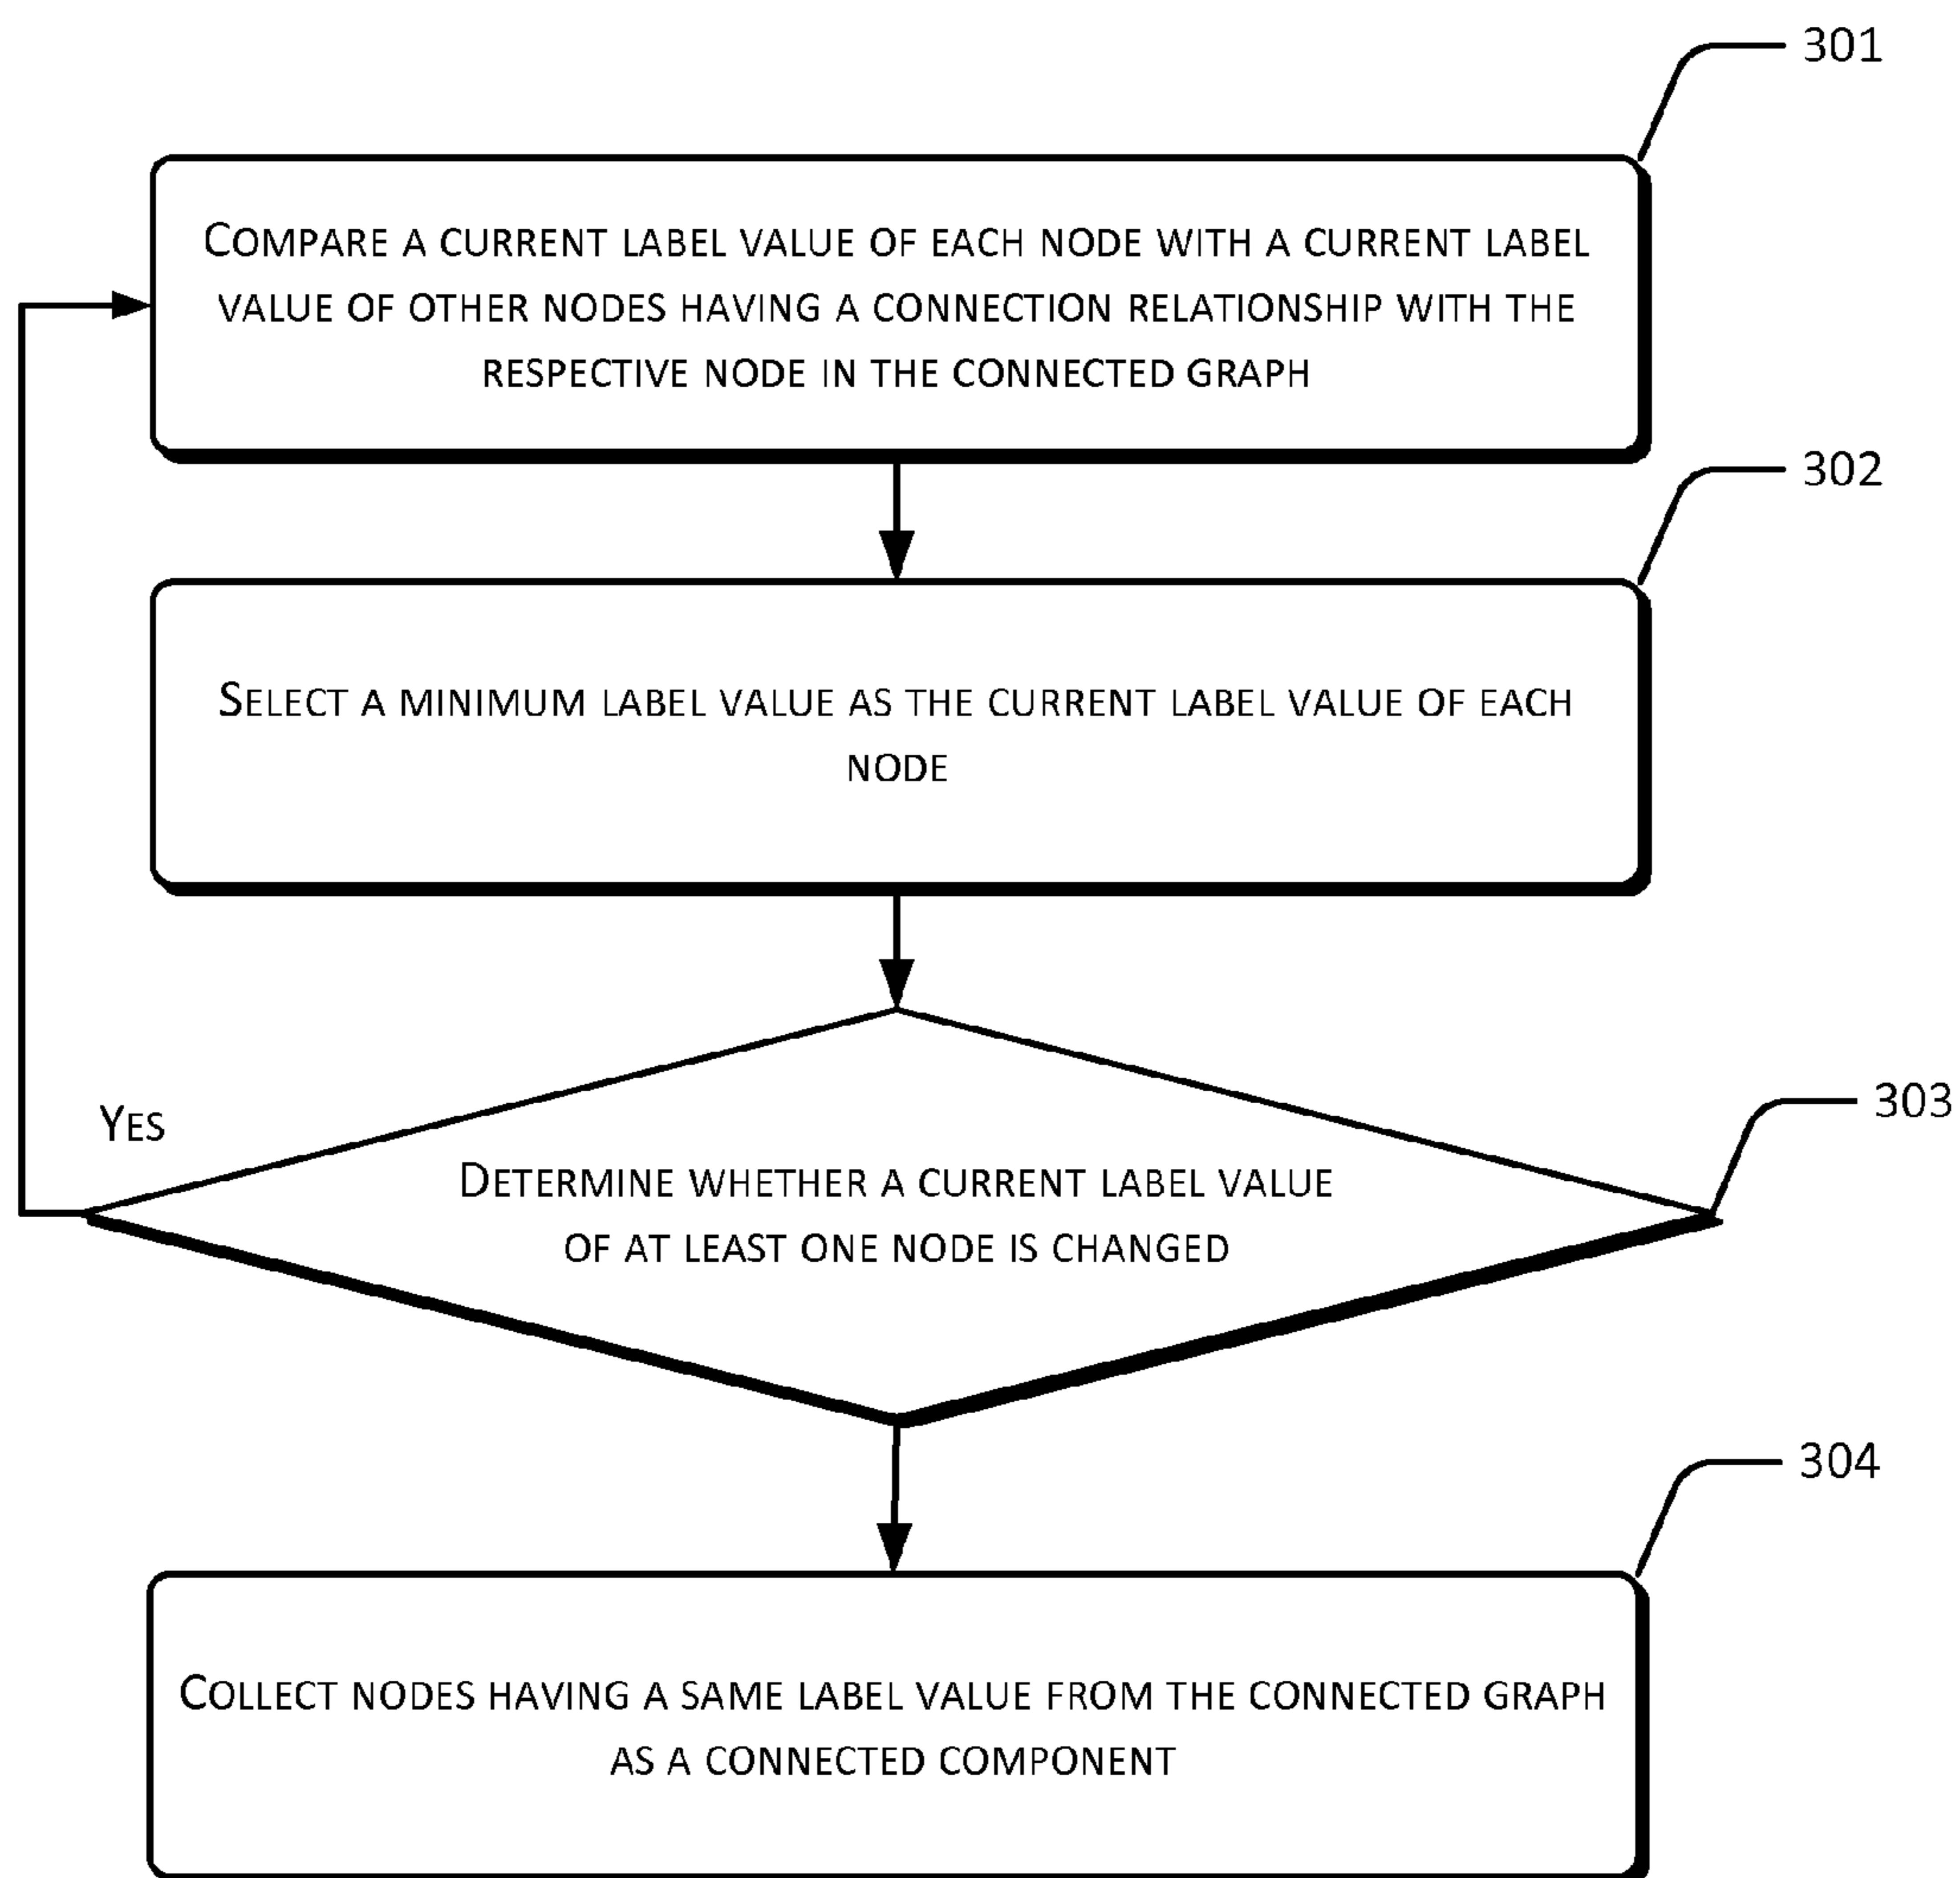 301
COMPARE A CURRENT LABEL VALUE OF EACH NODE WITH A CURRENT LABEL
VALUE OF OTHER NODES HAVING A CONNECTION RELATIONSHIP WITH THE
RESPECTIVE NODE IN THE CONNECTED GRAPH
302
SELECT A MINIMUM LABEL VALUE AS THE CURRENT LABEL VALUE OF EACH
NODE
303
YES
DETERMINE WHETHER A CURRENT LABEL VALUE
OF AT LEAST ONE NODE IS CHANGED
304
COLLECT NODES HAVING A SAME LABEL VALUE FROM THE CONNECTED GRAPH
AS A CONNECTED COMPONENT